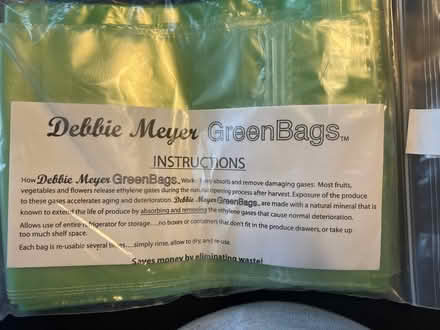 Debbie Meyer GreenBags™
INSTRUCTIONS
How Debbie Meyer GreenBags™ Work: They absorb and remove damaging gases: Most fruits,
vegetables and flowers release ethylene gases during the natural ripening process after harvest. Exposure of the produce
to these gases accelerates aging and deterioration. Debbie Meyer GreenBags™ are made with a natural mineral that is
known to extend the life of produce by absorbing and removing the ethylene gases that cause normal deterioration.
Allows use of entire refrigerator for storage.....no boxes or containers that don't fit in the produce drawers, or take up
too much shelf space.
Each bag is re-usable several times.....simply rinse, allow to dry, and re-use.
Saves money by eliminating waste!